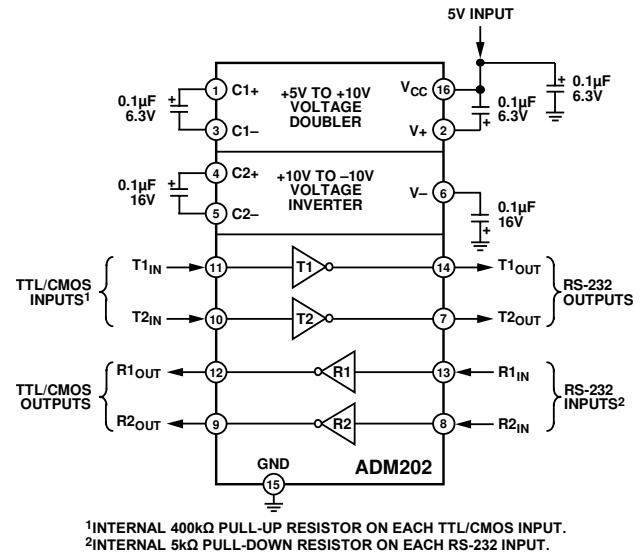 5V INPUT
0.1µF
6.3V
+
1
C1+
3
C1–
+5V TO +10V
VOLTAGE
DOUBLER
VCC
16
V+
2
+
0.1µF
6.3V
+
0.1µF
6.3V
0.1µF
16V
+
4
C2+
5
C2–
+10V TO –10V
VOLTAGE
INVERTER
V–
6
0.1µF
16V
+
TTL/CMOS
INPUTS1
T1IN
11
T1
14
T1OUT
T2IN
10
T2
7
T2OUT
RS-232
OUTPUTS
TTL/CMOS
OUTPUTS
R1OUT
12
R1
13
R1IN
R2OUT
9
R2
8
R2IN
RS-232
INPUTS2
GND
15
ADM202
1INTERNAL 400kΩ PULL-UP RESISTOR ON EACH TTL/CMOS INPUT.
2INTERNAL 5kΩ PULL-DOWN RESISTOR ON EACH RS-232 INPUT.